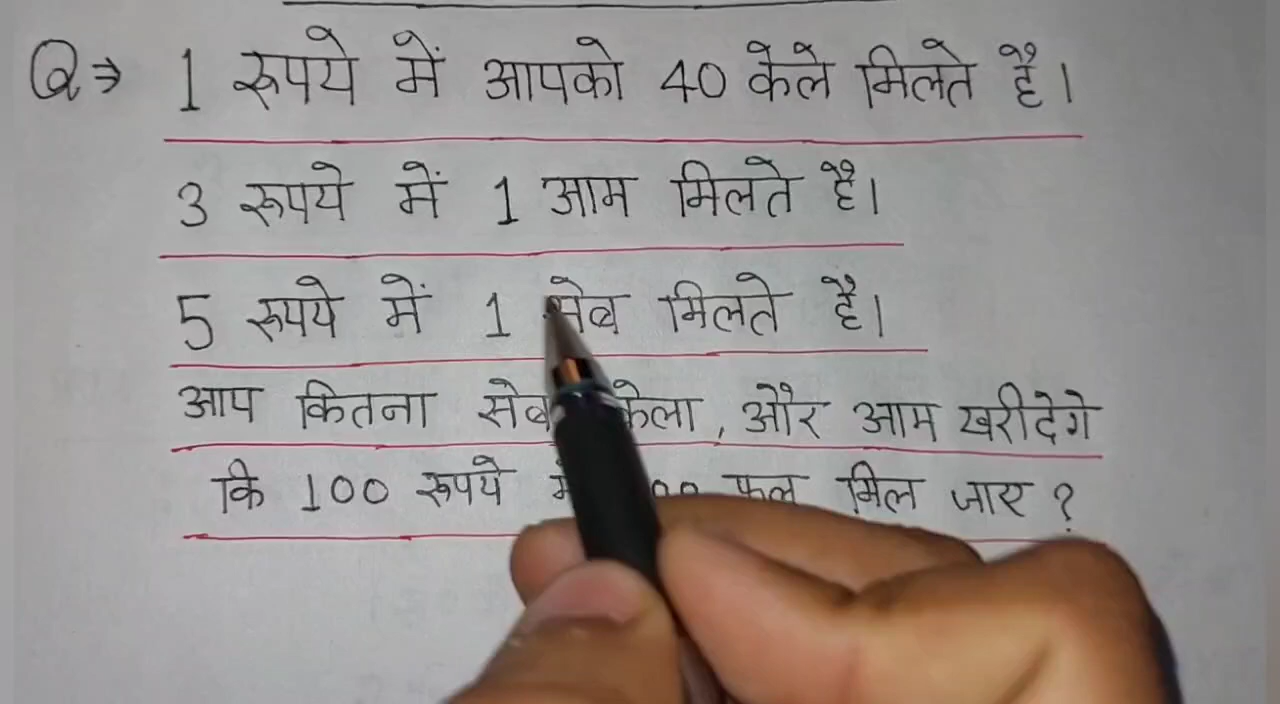 Q⇒ 1 रूपये में आपको 40 केले मिलते है।
3 रूपये में 1 आम मिलते है।
5 रूपये में 1 सेब मिलते है।
आप कितना सेब केला, और आम खरीदेगे
कि 100 रूपये में फल मिल जाए ?